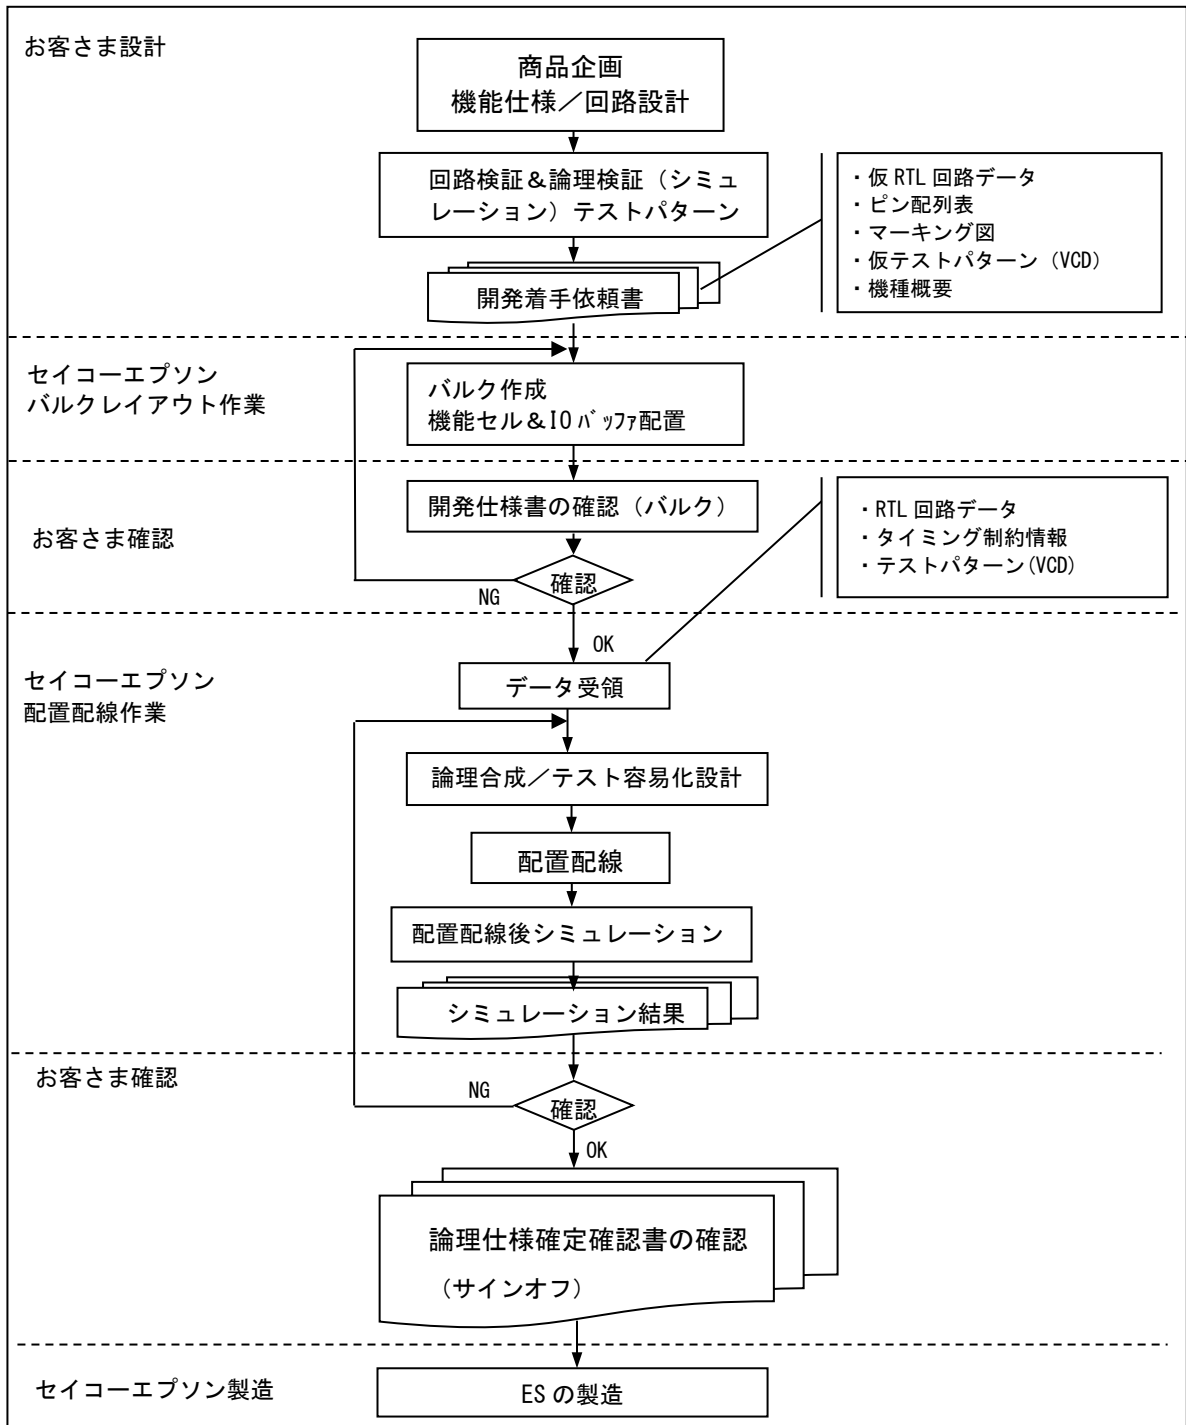 お客さま設計
商品企画
機能仕様／回路設計
回路検証＆論理検証（シミュ
レーション）テストパターン
・仮 RTL 回路データ
・ピン配列表
・マーキング図
・仮テストパターン（VCD）
・機種概要
開発着手依頼書
セイコーエプソン
バルクレイアウト作業
バルク作成
機能セル＆IO ﾊﾞｯﾌｧ配置
お客さま確認
開発仕様書の確認（バルク）
・RTL 回路データ
・タイミング制約情報
・テストパターン(VCD)
確認
NG
OK
セイコーエプソン
配置配線作業
データ受領
論理合成／テスト容易化設計
配置配線
配置配線後シミュレーション
シミュレーション結果
お客さま確認
NG
確認
OK
論理仕様確定確認書の確認
（サインオフ）
セイコーエプソン製造
ES の製造